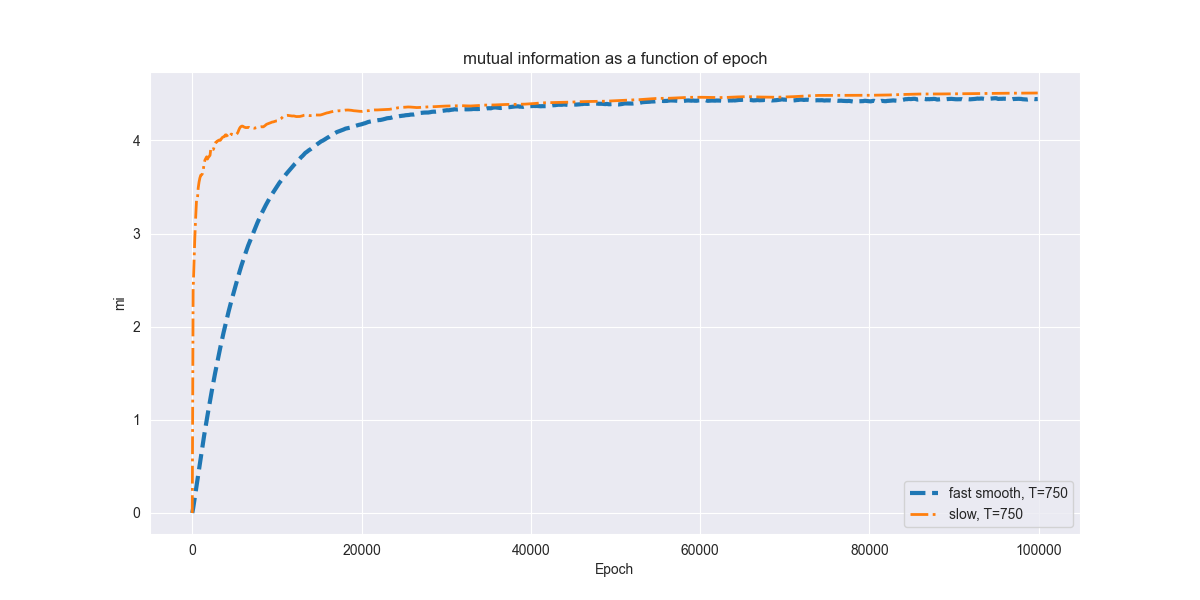 mutual information as a function of epoch
mi
4
3
2
1
0
0 20000 40000 60000 80000 100000
Epoch
fast smooth, T=750
slow, T=750